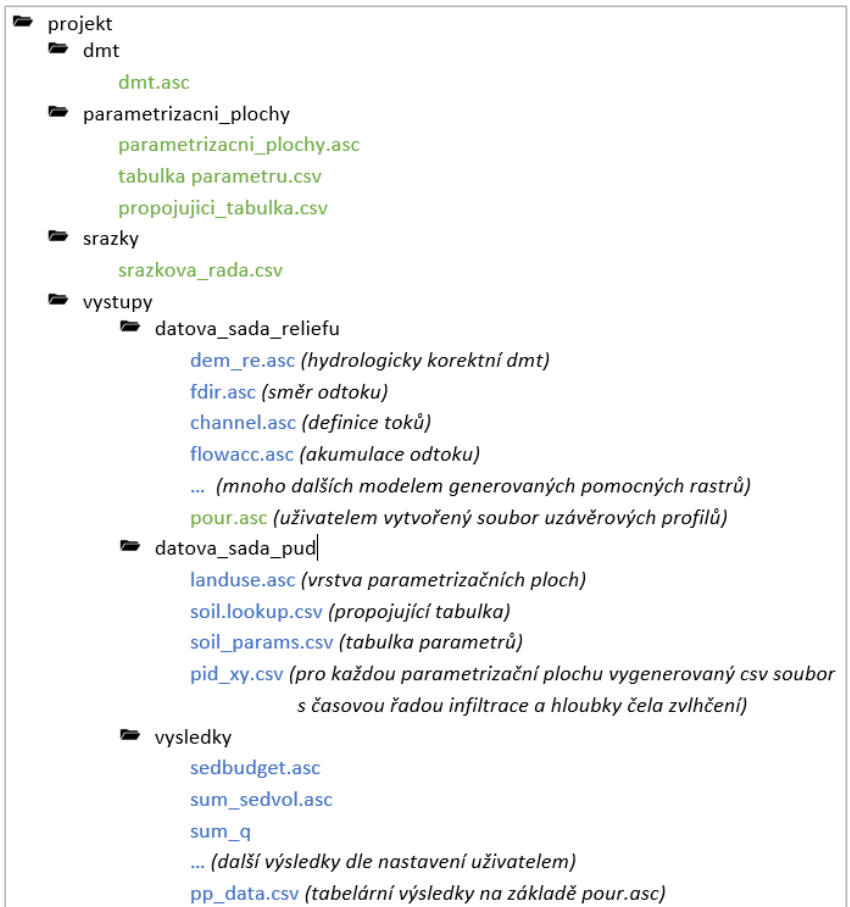 projekt
dmt
dmt.asc
parametrizacni_plochy
parametrizacni_plochy.asc
tabulka parametru.csv
propojujici_tabulka.csv
srazky
srazkova_rada.csv
vystupy
datova_sada_reliefu
dem_re.asc (hydrologicky korektní dmt)
fdir.asc (směr odtoku)
channel.asc (definice toků)
flowacc.asc (akumulace odtoku)
... (mnoho dalších modelem generovaných pomocných rastrů)
pour.asc (uživatelem vytvořený soubor uzávěrových profilů)
datova_sada_pud
landuse.asc (vrstva parametrizačních ploch)
soil.lookup.csv (propojující tabulka)
soil_params.csv (tabulka parametrů)
pid_xy.csv (pro každou parametrizační plochu vygenerovaný csv soubor
s časovou řadou infiltrace a hloubky čela zvlhčení)
vysledky
sedbudget.asc
sum_sedvol.asc
sum_q
... (další výsledky dle nastavení uživatelem)
pp_data.csv (tabelární výsledky na základě pour.asc)